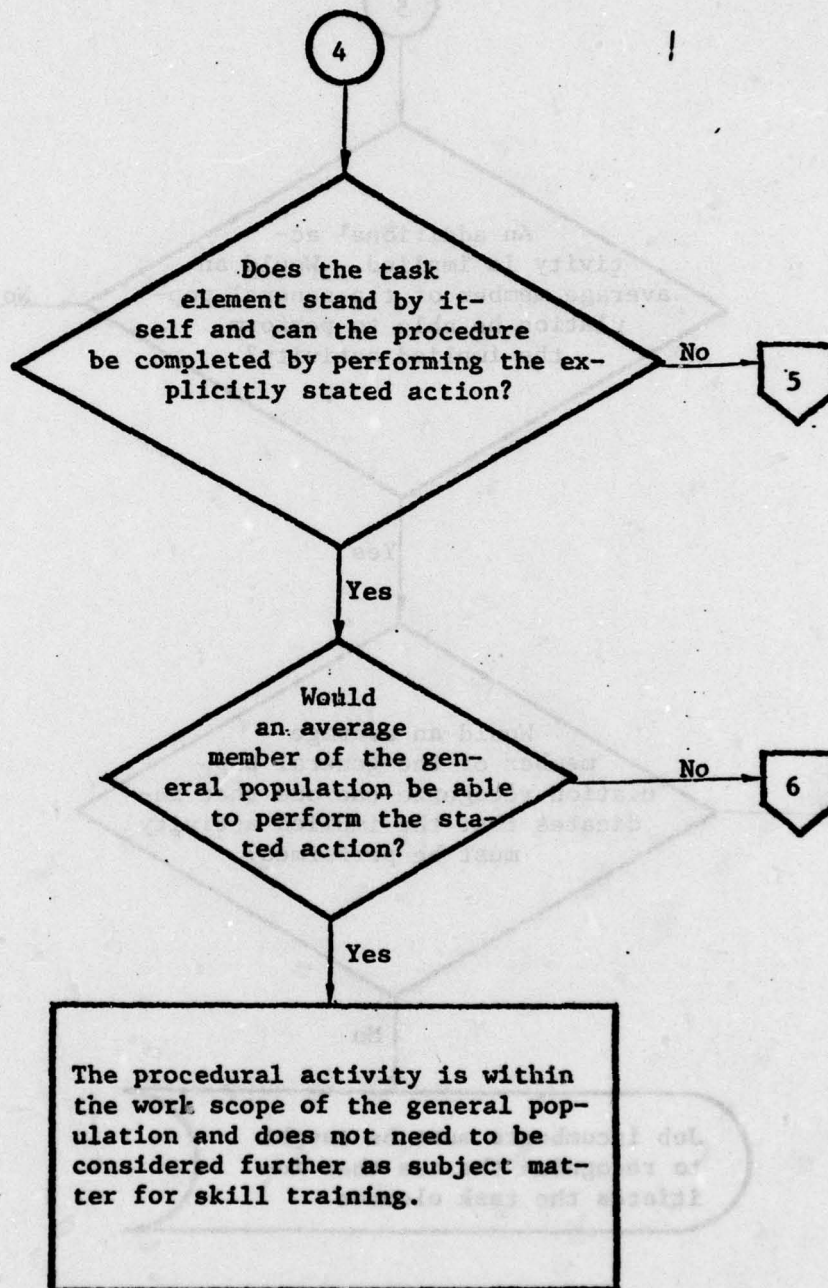 4
Does the task
element stand by it-
self and can the procedure
be completed by performing the ex-
plicitly stated action?
No
5
Yes
Would
an average
member of the gen-
eral population be able
to perform the sta-
ted action?
No
6
Yes
The procedural activity is within
the work scope of the general pop-
ulation and does not need to be
considered further as subject mat-
ter for skill training.